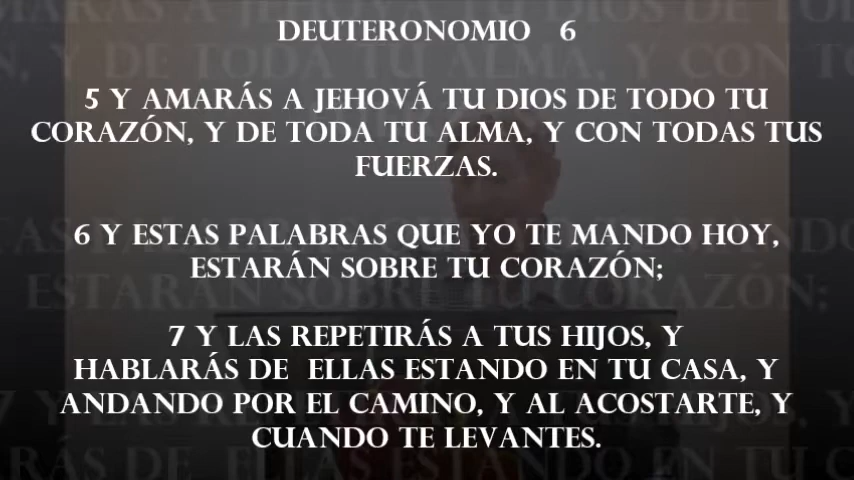 DEUTERONOMIO 6
5 Y AMARÁS A JEHOVÁ TU DIOS DE TODO TU
CORAZÓN, Y DE TODA TU ALMA, Y CON TODAS TUS
FUERZAS.
6 Y ESTAS PALABRAS QUE YO TE MANDO HOY,
ESTARÁN SOBRE TU CORAZÓN;
7 Y LAS REPETIRÁS A TUS HIJOS, Y
HABLARÁS DE ELLAS ESTANDO EN TU CASA, Y
ANDANDO POR EL CAMINO, Y AL ACOSTARTE, Y
CUANDO TE LEVANTES.